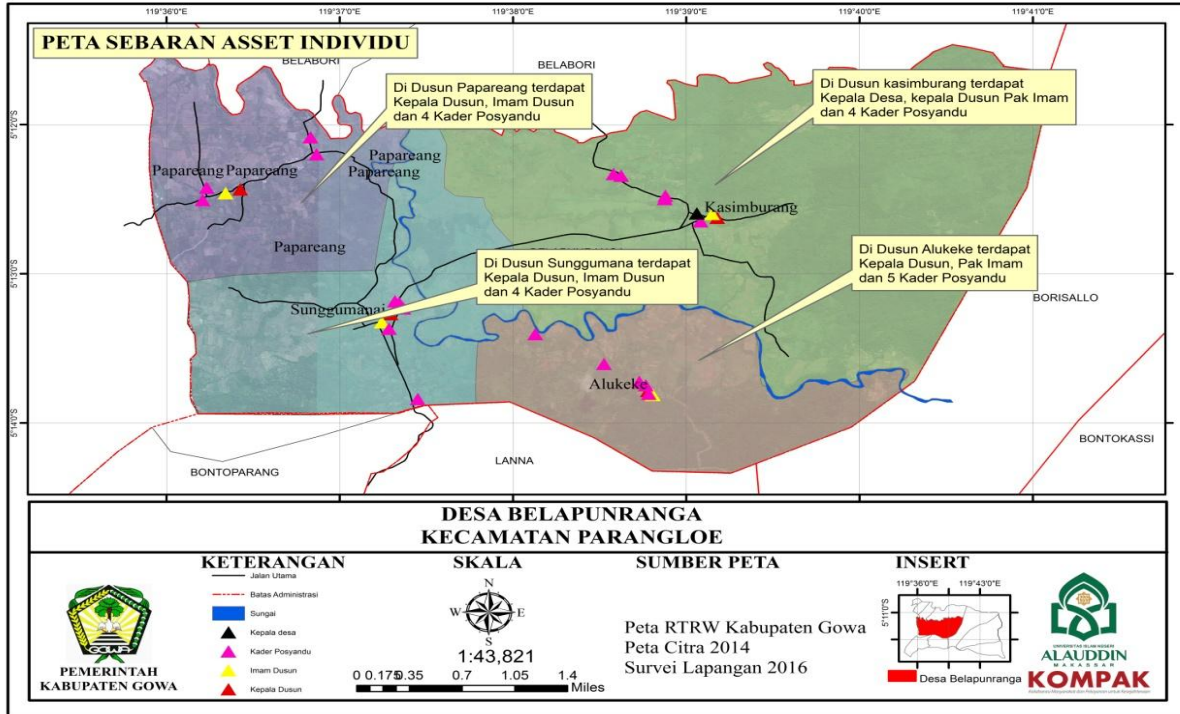 119°36'0"E 119°37'0"E 119°38'0"E 119°39'0"E 119°40'0"E 119°41'0"E
PETA SEBARAN ASSET INDIVIDU
BELABORI
BELABORI
Di Dusun Papareang terdapat
Kepala Dusun, Imam Dusun
dan 4 Kader Posyandu
Di Dusun kasimburang terdapat
Kepala Desa, kepala Dusun Pak Imam
dan 4 Kader Posyandu
5°12'0"S
Papareang
Papareang Papareang
Papareang
Kasimburang
Papareang
5°13'0"S
Di Dusun Sunggumana terdapat
Kepala Dusun, Imam Dusun
dan 4 Kader Posyandu
Di Dusun Alukeke terdapat
Kepala Dusun, Pak Imam
dan 5 Kader Posyandu
BORISALLO
Sunggumanai
Alukeke
5°14'0"S
BONTOPARANG
LANNA
BONTOKASSI
DESA BELAPUNRANGA
KECAMATAN PARANGLOE
KETERANGAN
Jalan Utama
Batas Administrasi
Sungai
Kepala desa
Kader Posyandu
Imam Dusun
Kepala Dusun
GOWA
PEMERINTAH
KABUPATEN GOWA
SKALA
N
W E
S
1:43,821
0 0.175 0.35 0.7 1.05 1.4
Miles
SUMBER PETA
Peta RTRW Kabupaten Gowa
Peta Citra 2014
Survei Lapangan 2016
INSERT
119°36'0"E 119°43'0"E
5°11'0"S
Desa Belapunranga
UNIVERSITAS ISLAM NEGERI
ALAUDDIN
MAKASSAR
KOMPAK